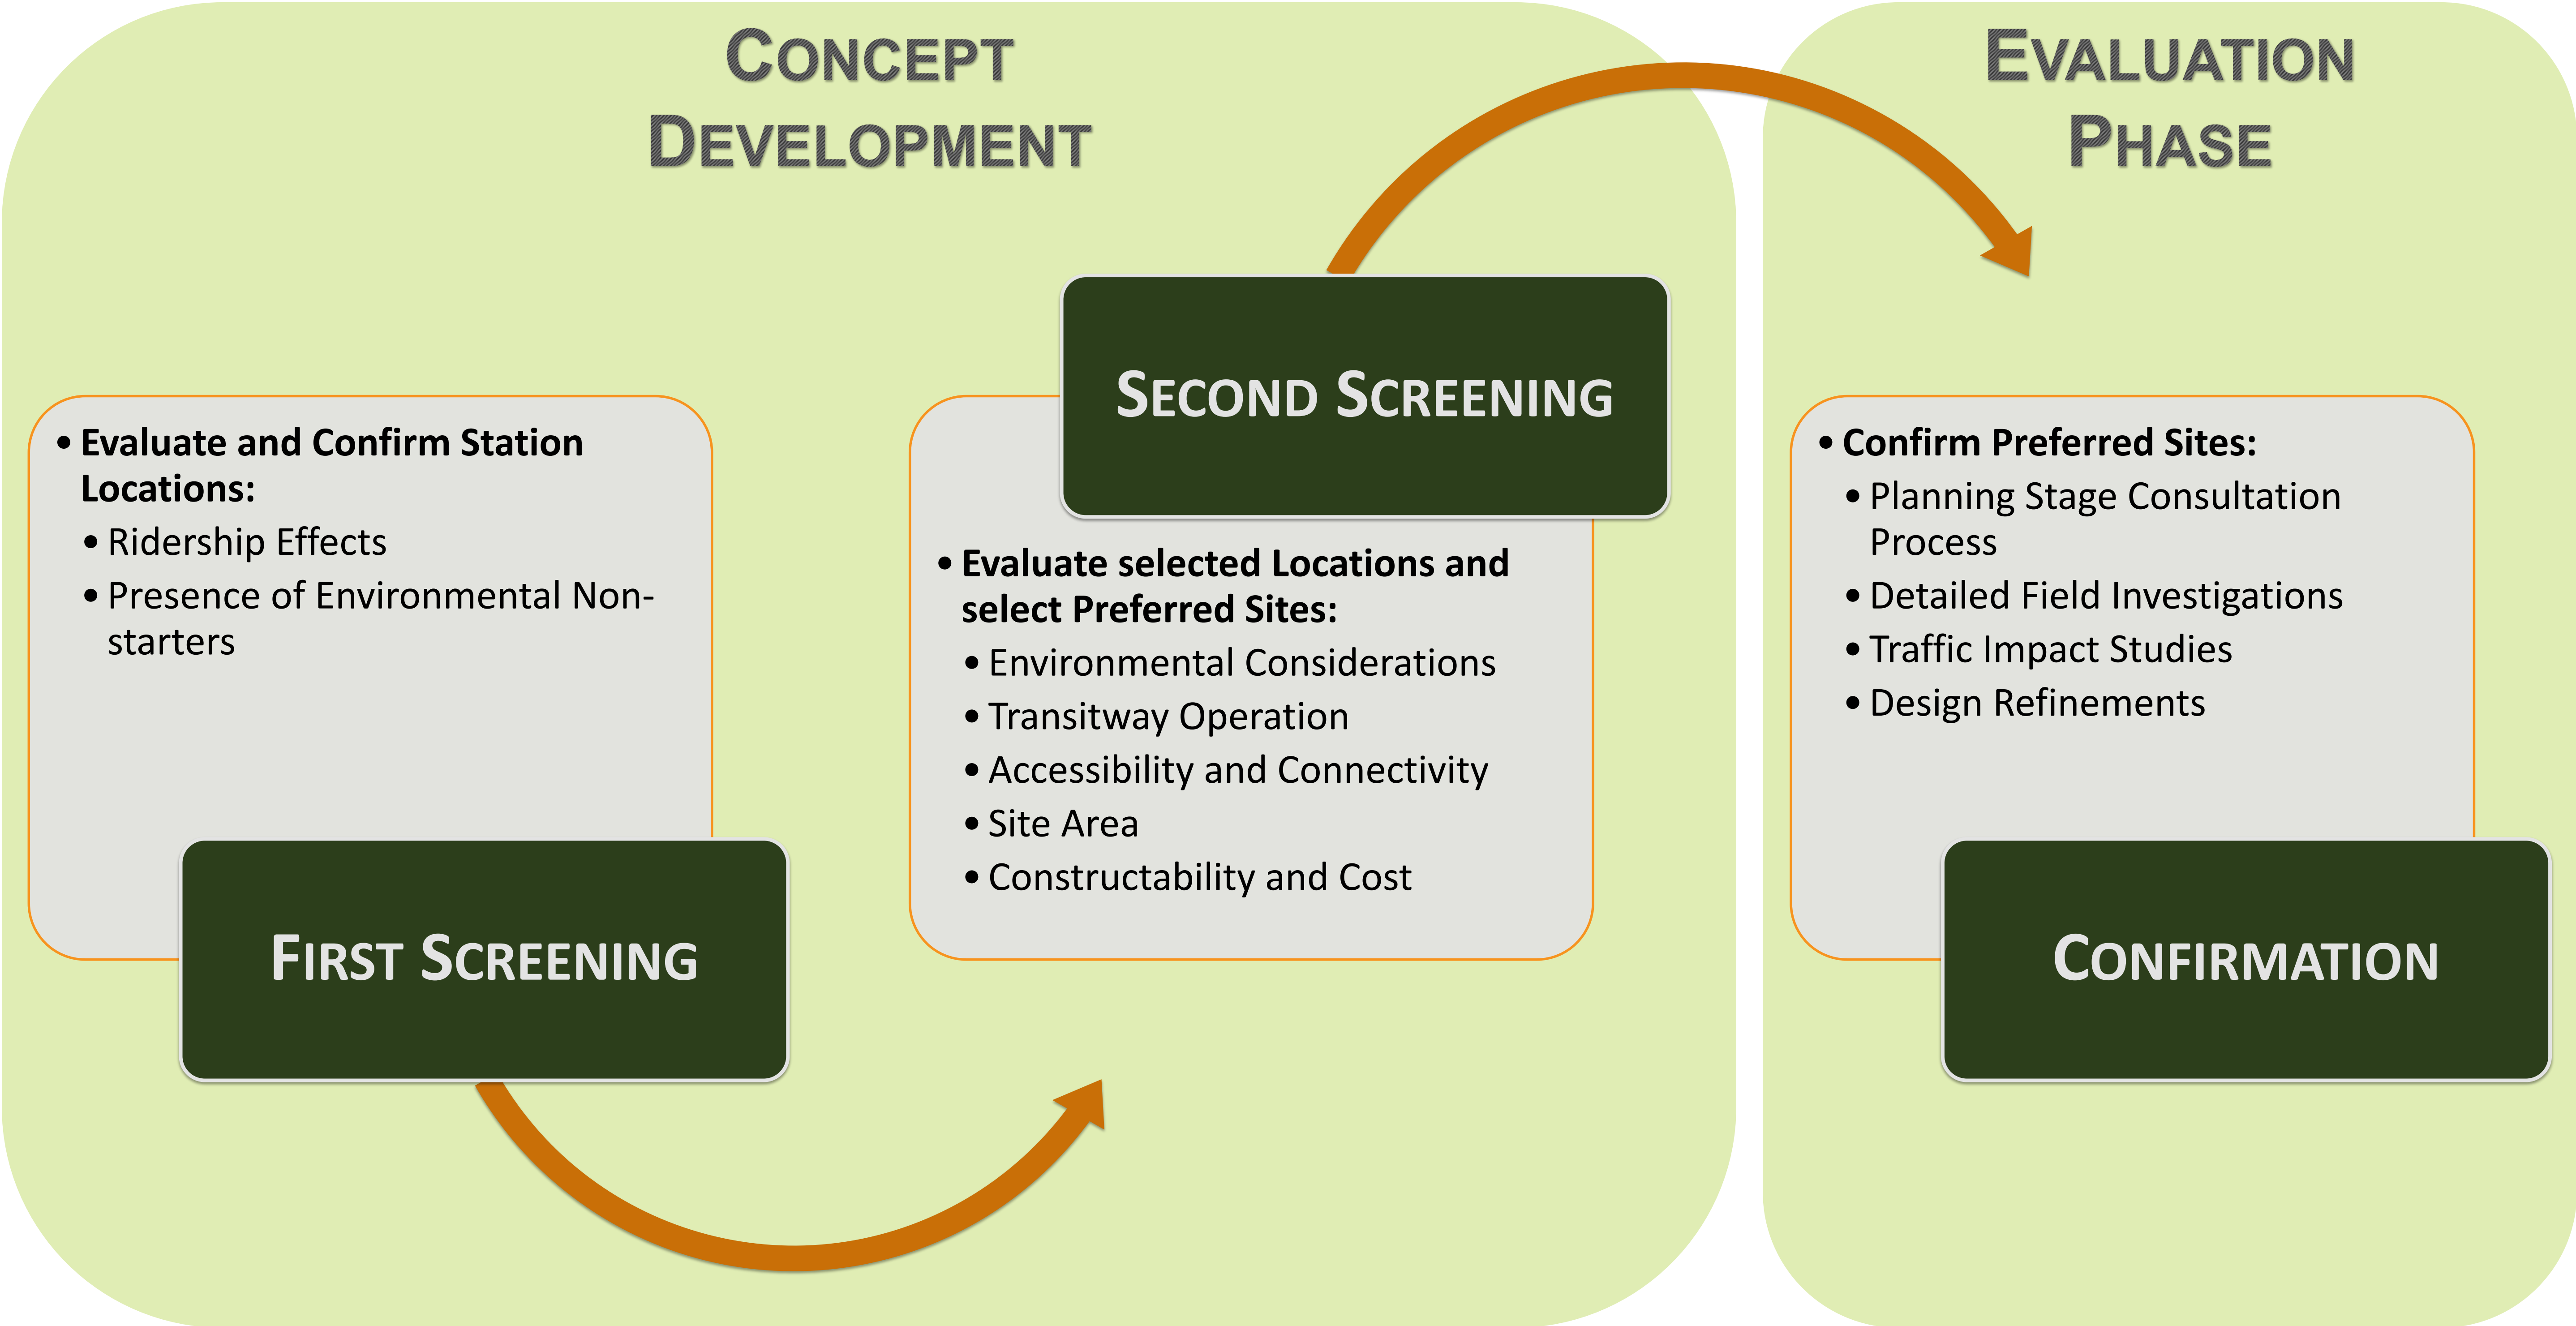 CONCEPT
DEVELOPMENT
• Evaluate and Confirm Station
Locations:
• Ridership Effects
• Presence of Environmental Non-
starters
FIRST SCREENING
SECOND SCREENING
• Evaluate selected Locations and
select Preferred Sites:
• Environmental Considerations
• Transitway Operation
• Accessibility and Connectivity
• Site Area
• Constructability and Cost
EVALUATION
PHASE
• Confirm Preferred Sites:
• Planning Stage Consultation
Process
• Detailed Field Investigations
• Traffic Impact Studies
• Design Refinements
CONFIRMATION